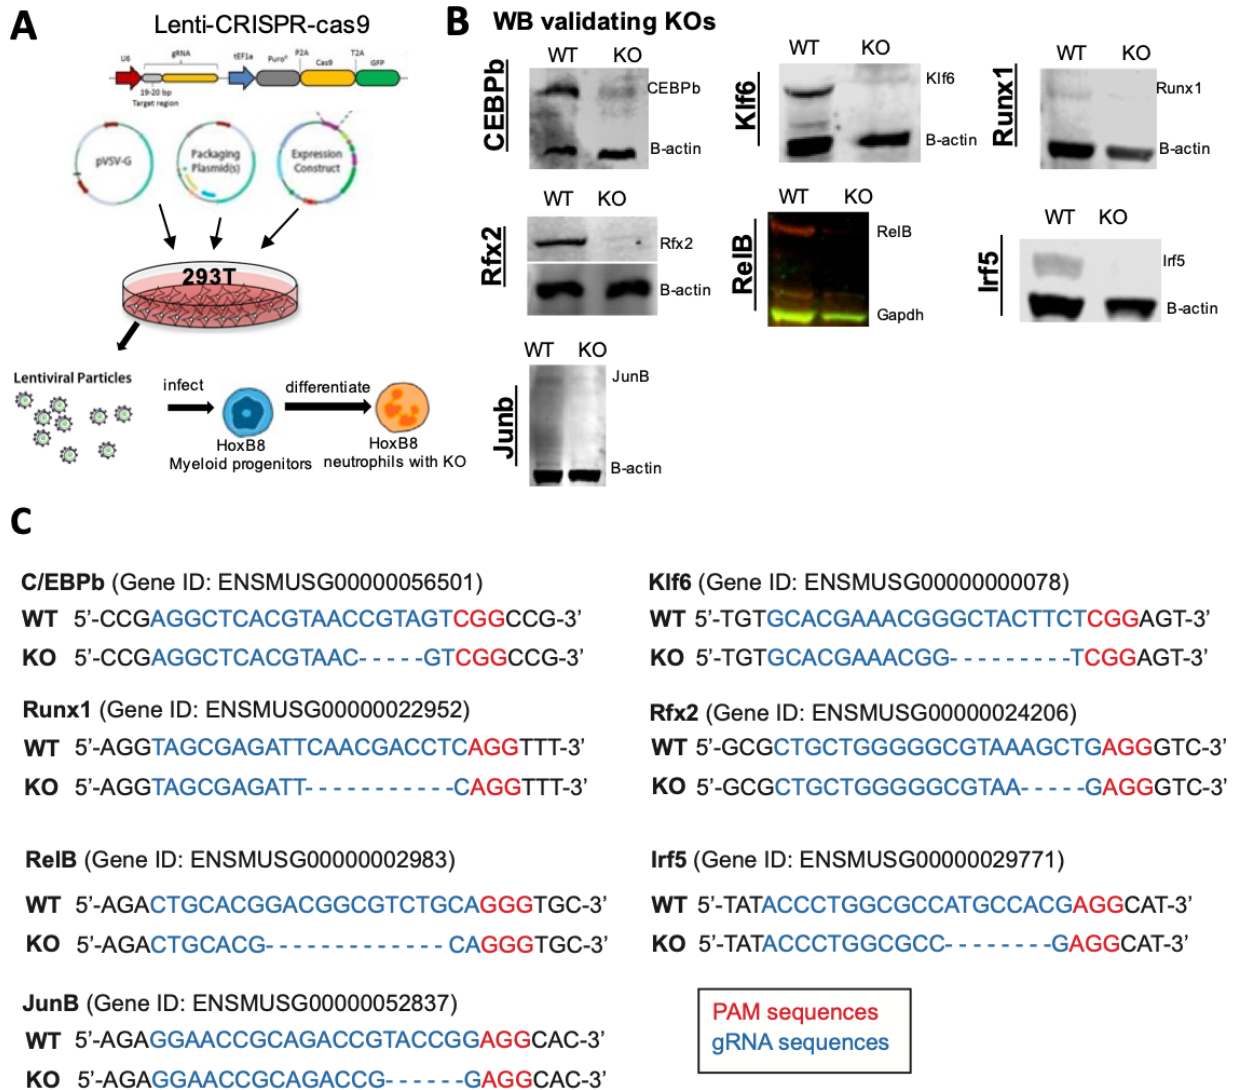 A
Lenti-CRISPR-cas9
U6
gRNA
tEF1a
Puroᴿ
P2A
Cas9
T2A
GFP
19-20 bp
Target region
pVSV-G
Packaging
Plasmid(s)
Expression
Construct
293T
Lentiviral Particles
infect
differentiate
HoxB8
Myeloid progenitors
HoxB8
neutrophils with KO
B
WB validating KOs
CEBPb
WT KO
CEBPb
B-actin
Klf6
WT KO
Klf6
B-actin
Runx1
WT KO
Runx1
B-actin
Rfx2
WT KO
Rfx2
B-actin
RelB
WT KO
RelB
Gapdh
Irf5
WT KO
Irf5
B-actin
Junb
WT KO
JunB
B-actin
C
C/EBPb (Gene ID: ENSMUSG00000056501)
WT 5'-CCGAGGCTCACGTAACCGTAGTCGGCCG-3'
KO 5'-CCGAGGCTCACGTAAC-----GTCGGCCG-3'
Klf6 (Gene ID: ENSMUSG00000000078)
WT 5'-TGTGCACGAAACGGGCTACTTCTCGGAGT-3'
KO 5'-TGTGCACGAAACGG---------TCGGAGT-3'
Runx1 (Gene ID: ENSMUSG00000022952)
WT 5'-AGGTAGCGAGATTCAACGACCTCAGGTTT-3'
KO 5'-AGGTAGCGAGATT-----------CAGGTTT-3'
Rfx2 (Gene ID: ENSMUSG00000024206)
WT 5'-GCGCTGCTGGGGGCGTAAAGCTGAGGGTC-3'
KO 5'-GCGCTGCTGGGGGCGTAA-----GAGGGTC-3'
RelB (Gene ID: ENSMUSG00000002983)
WT 5'-AGACTGCACGGACGGCGTCTGCAGGGTGC-3'
KO 5'-AGACTGCACG------------- CAGGGTGC-3'
Irf5 (Gene ID: ENSMUSG00000029771)
WT 5'-TATACCCTGGCGCCATGCCACGAGGCAT-3'
KO 5'-TATACCCTGGCGCC--------GAGGCAT-3'
JunB (Gene ID: ENSMUSG00000052837)
WT 5'-AGAGGAACCGCAGACCGTACCGGAGGCAC-3'
KO 5'-AGAGGAACCGCAGACCG------GAGGCAC-3'
PAM sequences
gRNA sequences